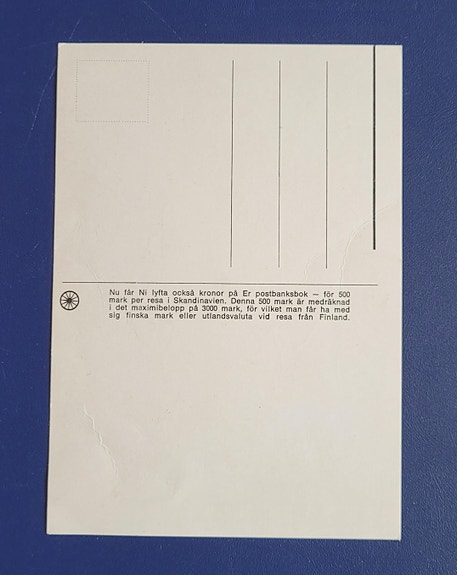 Nu får Ni lyfta också kronor på Er postbanksbok — för 500
mark per resa i Skandinavien. Denna 500 mark är medräknad
i det maximibelopp på 3000 mark, för vilket man får ha med
sig finska mark eller utlandsvaluta vid resa från Finland.